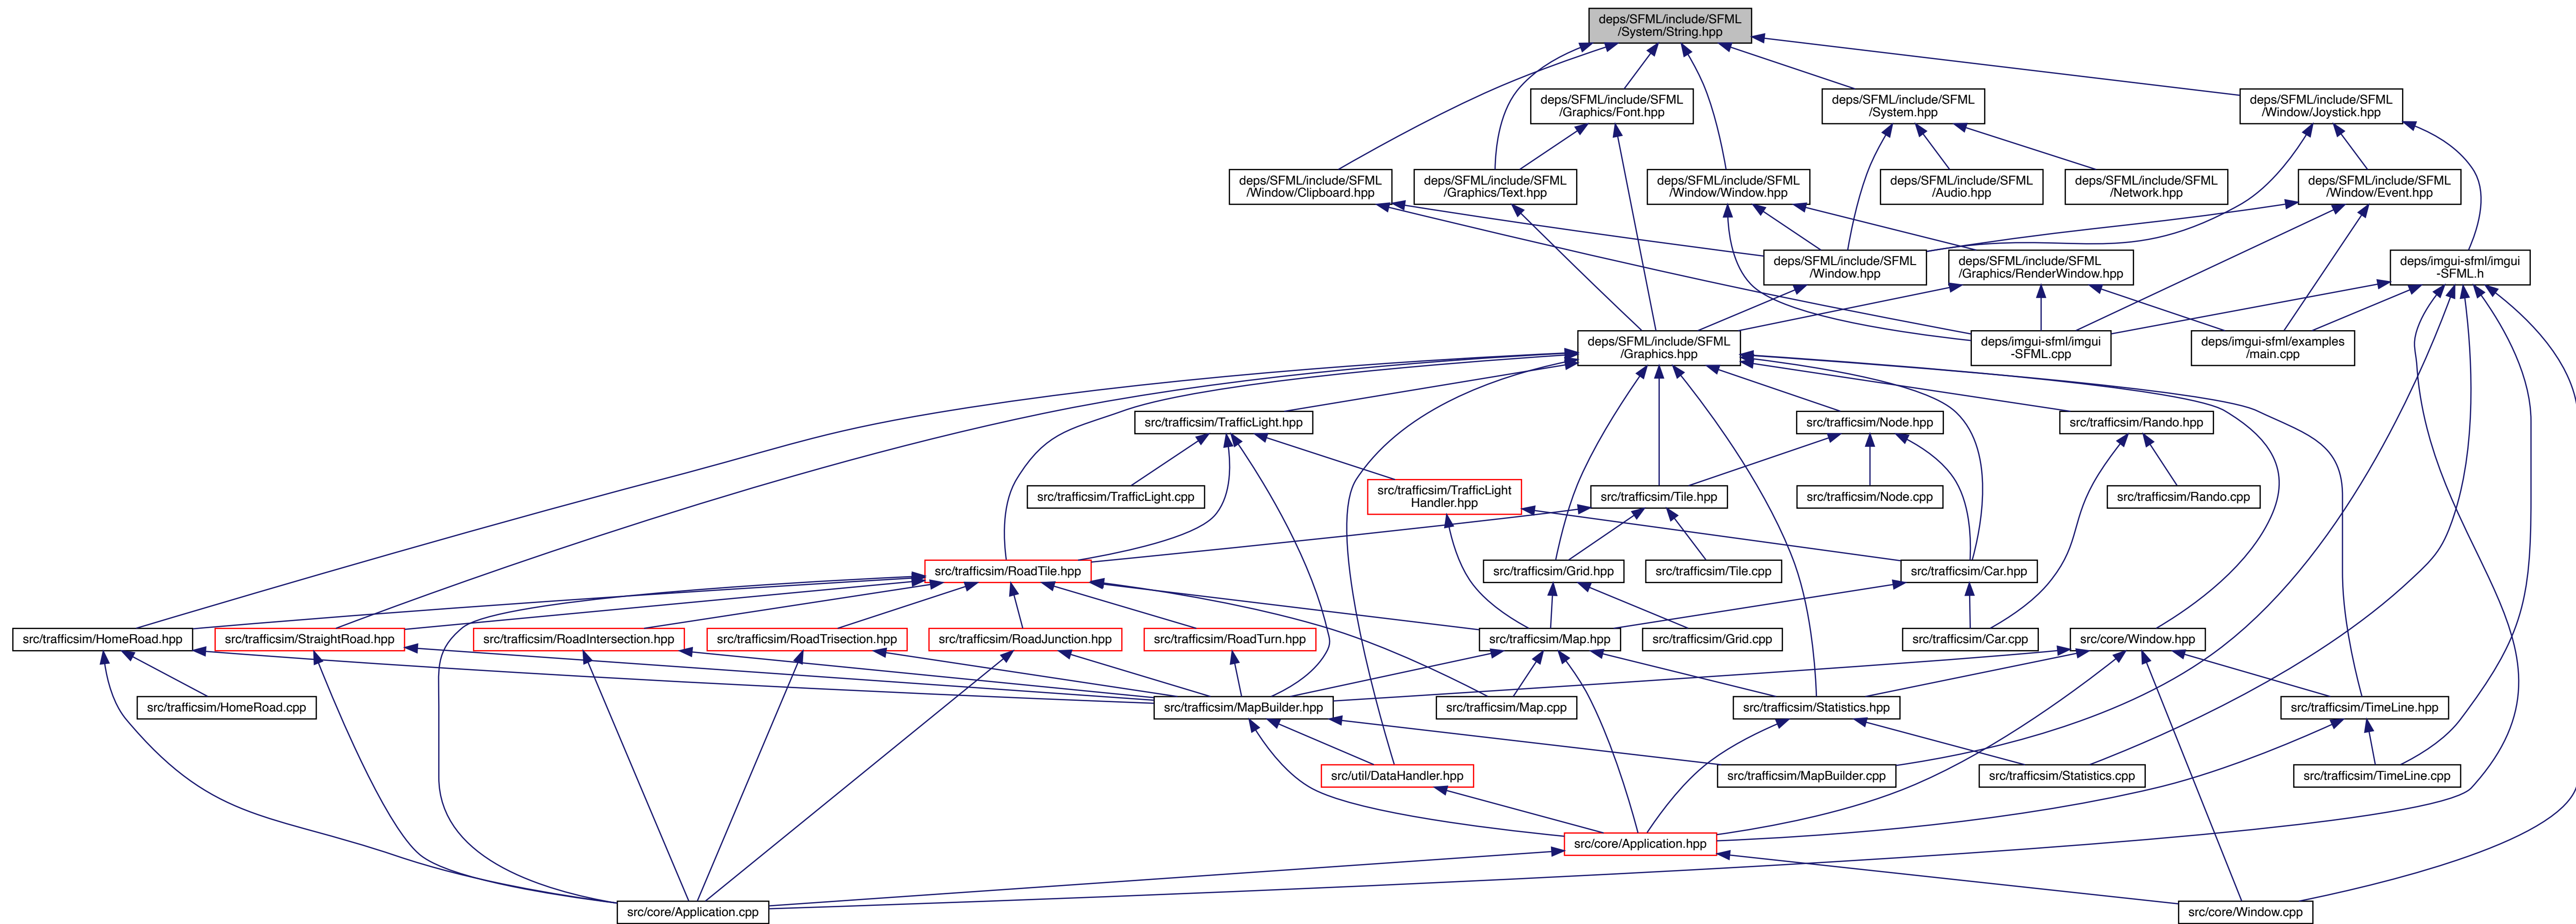 deps/SFML/include/SFML
/System/String.hpp
deps/SFML/include/SFML
/Graphics/Font.hpp
deps/SFML/include/SFML
/System.hpp
deps/SFML/include/SFML
/Window/Joystick.hpp
deps/SFML/include/SFML
/Window/Clipboard.hpp
deps/SFML/include/SFML
/Graphics/Text.hpp
deps/SFML/include/SFML
/Window/Window.hpp
deps/SFML/include/SFML
/Audio.hpp
deps/SFML/include/SFML
/Network.hpp
deps/SFML/include/SFML
/Window/Event.hpp
deps/SFML/include/SFML
/Window.hpp
deps/SFML/include/SFML
/Graphics/RenderWindow.hpp
deps/imgui-sfml/imgui
-SFML.h
deps/SFML/include/SFML
/Graphics.hpp
deps/imgui-sfml/imgui
-SFML.cpp
deps/imgui-sfml/examples
/main.cpp
src/trafficsim/TrafficLight.hpp
src/trafficsim/Node.hpp
src/trafficsim/Rando.hpp
src/trafficsim/TrafficLight.cpp
src/trafficsim/TrafficLight
Handler.hpp
src/trafficsim/Tile.hpp
src/trafficsim/Node.cpp
src/trafficsim/Rando.cpp
src/trafficsim/RoadTile.hpp
src/trafficsim/Grid.hpp
src/trafficsim/Tile.cpp
src/trafficsim/Car.hpp
src/trafficsim/HomeRoad.hpp
src/trafficsim/StraightRoad.hpp
src/trafficsim/RoadIntersection.hpp
src/trafficsim/RoadTrisection.hpp
src/trafficsim/RoadJunction.hpp
src/trafficsim/RoadTurn.hpp
src/trafficsim/Map.hpp
src/trafficsim/Grid.cpp
src/trafficsim/Car.cpp
src/core/Window.hpp
src/trafficsim/HomeRoad.cpp
src/trafficsim/MapBuilder.hpp
src/trafficsim/Map.cpp
src/trafficsim/Statistics.hpp
src/trafficsim/TimeLine.hpp
src/util/DataHandler.hpp
src/trafficsim/MapBuilder.cpp
src/trafficsim/Statistics.cpp
src/trafficsim/TimeLine.cpp
src/core/Application.hpp
src/core/Application.cpp
src/core/Window.cpp